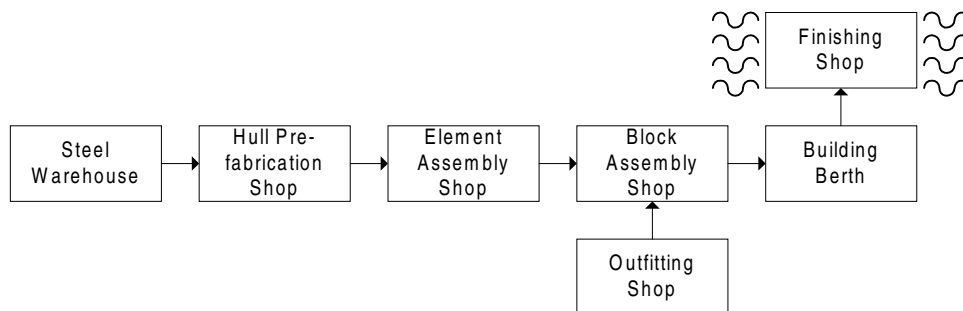 Finishing
Shop
Steel
Warehouse
Hull Pre-
fabrication
Shop
Element
Assembly
Shop
Block
Assembly
Shop
Building
Berth
Outfitting
Shop